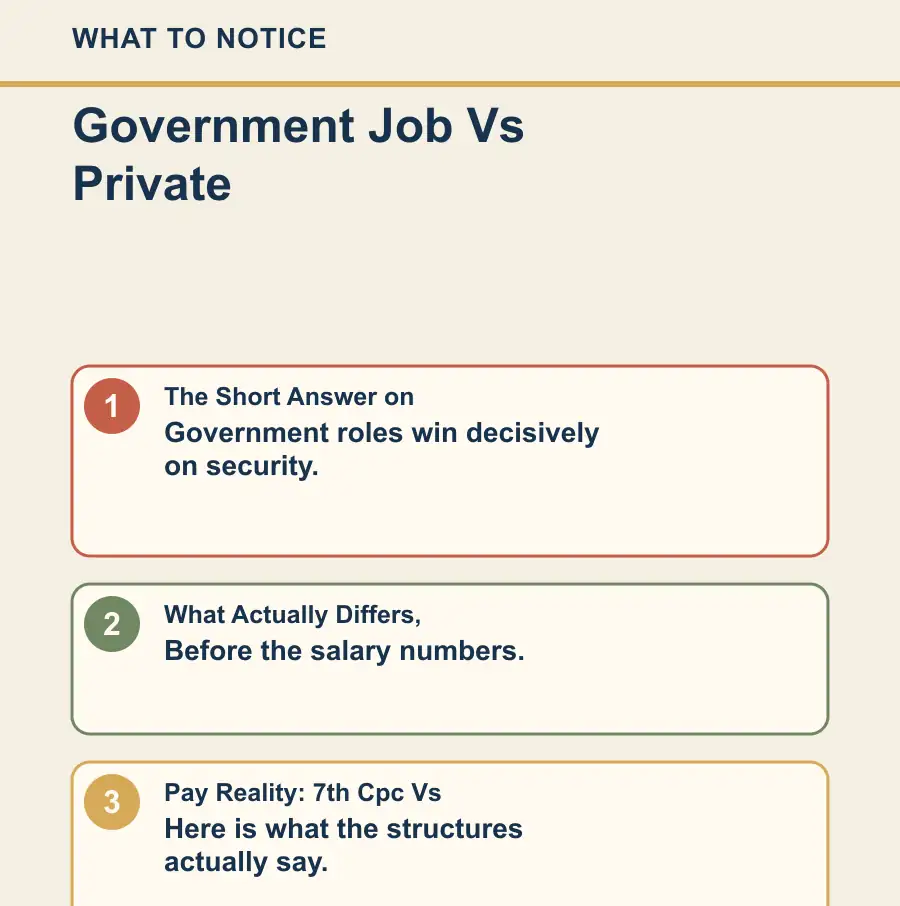 WHAT TO NOTICE
Government Job Vs
Private
1
The Short Answer on
Government roles win decisively
on security.
2
What Actually Differs,
Before the salary numbers.
3
Pay Reality: 7th Cpc Vs
Here is what the structures
actually say.